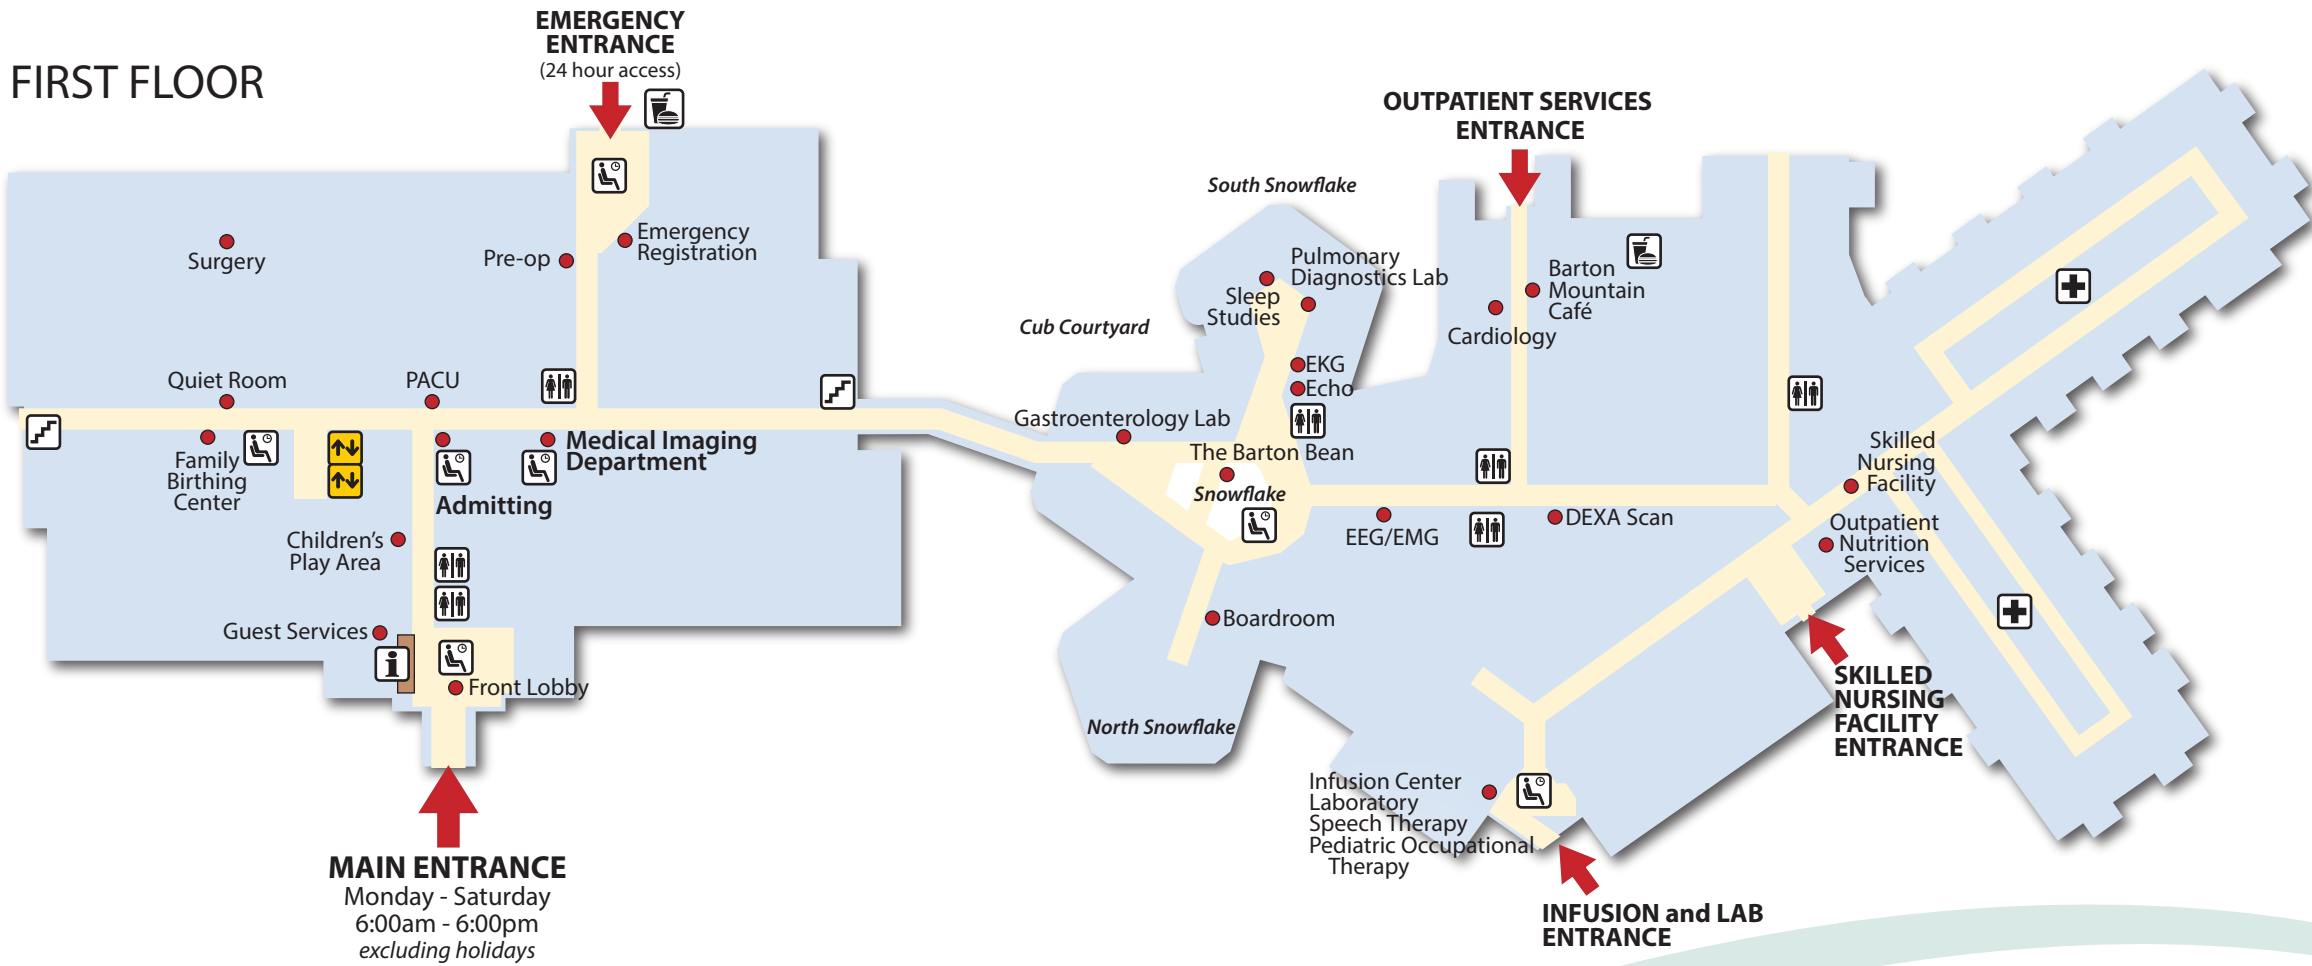 FIRST FLOOR
EMERGENCY
ENTRANCE
(24 hour access)
OUTPATIENT SERVICES
ENTRANCE
South Snowflake
Surgery
Pre-op
Emergency
Registration
Pulmonary
Diagnostics Lab
Sleep
Studies
Cub Courtyard
Barton
Mountain
Café
Cardiology
Quiet Room
PACU
EKG
Echo
Gastroenterology Lab
The Barton Bean
Snowflake
Family
Birthing
Center
Medical Imaging
Department
Admitting
Children's
Play Area
EEG/EMG
DEXA Scan
Skilled
Nursing
Facility
Outpatient
Nutrition
Services
Guest Services
i
Front Lobby
Boardroom
North Snowflake
SKILLED
NURSING
FACILITY
ENTRANCE
Infusion Center
Laboratory
Speech Therapy
Pediatric Occupational
Therapy
MAIN ENTRANCE
Monday - Saturday
6:00am - 6:00pm
excluding holidays
INFUSION and LAB
ENTRANCE